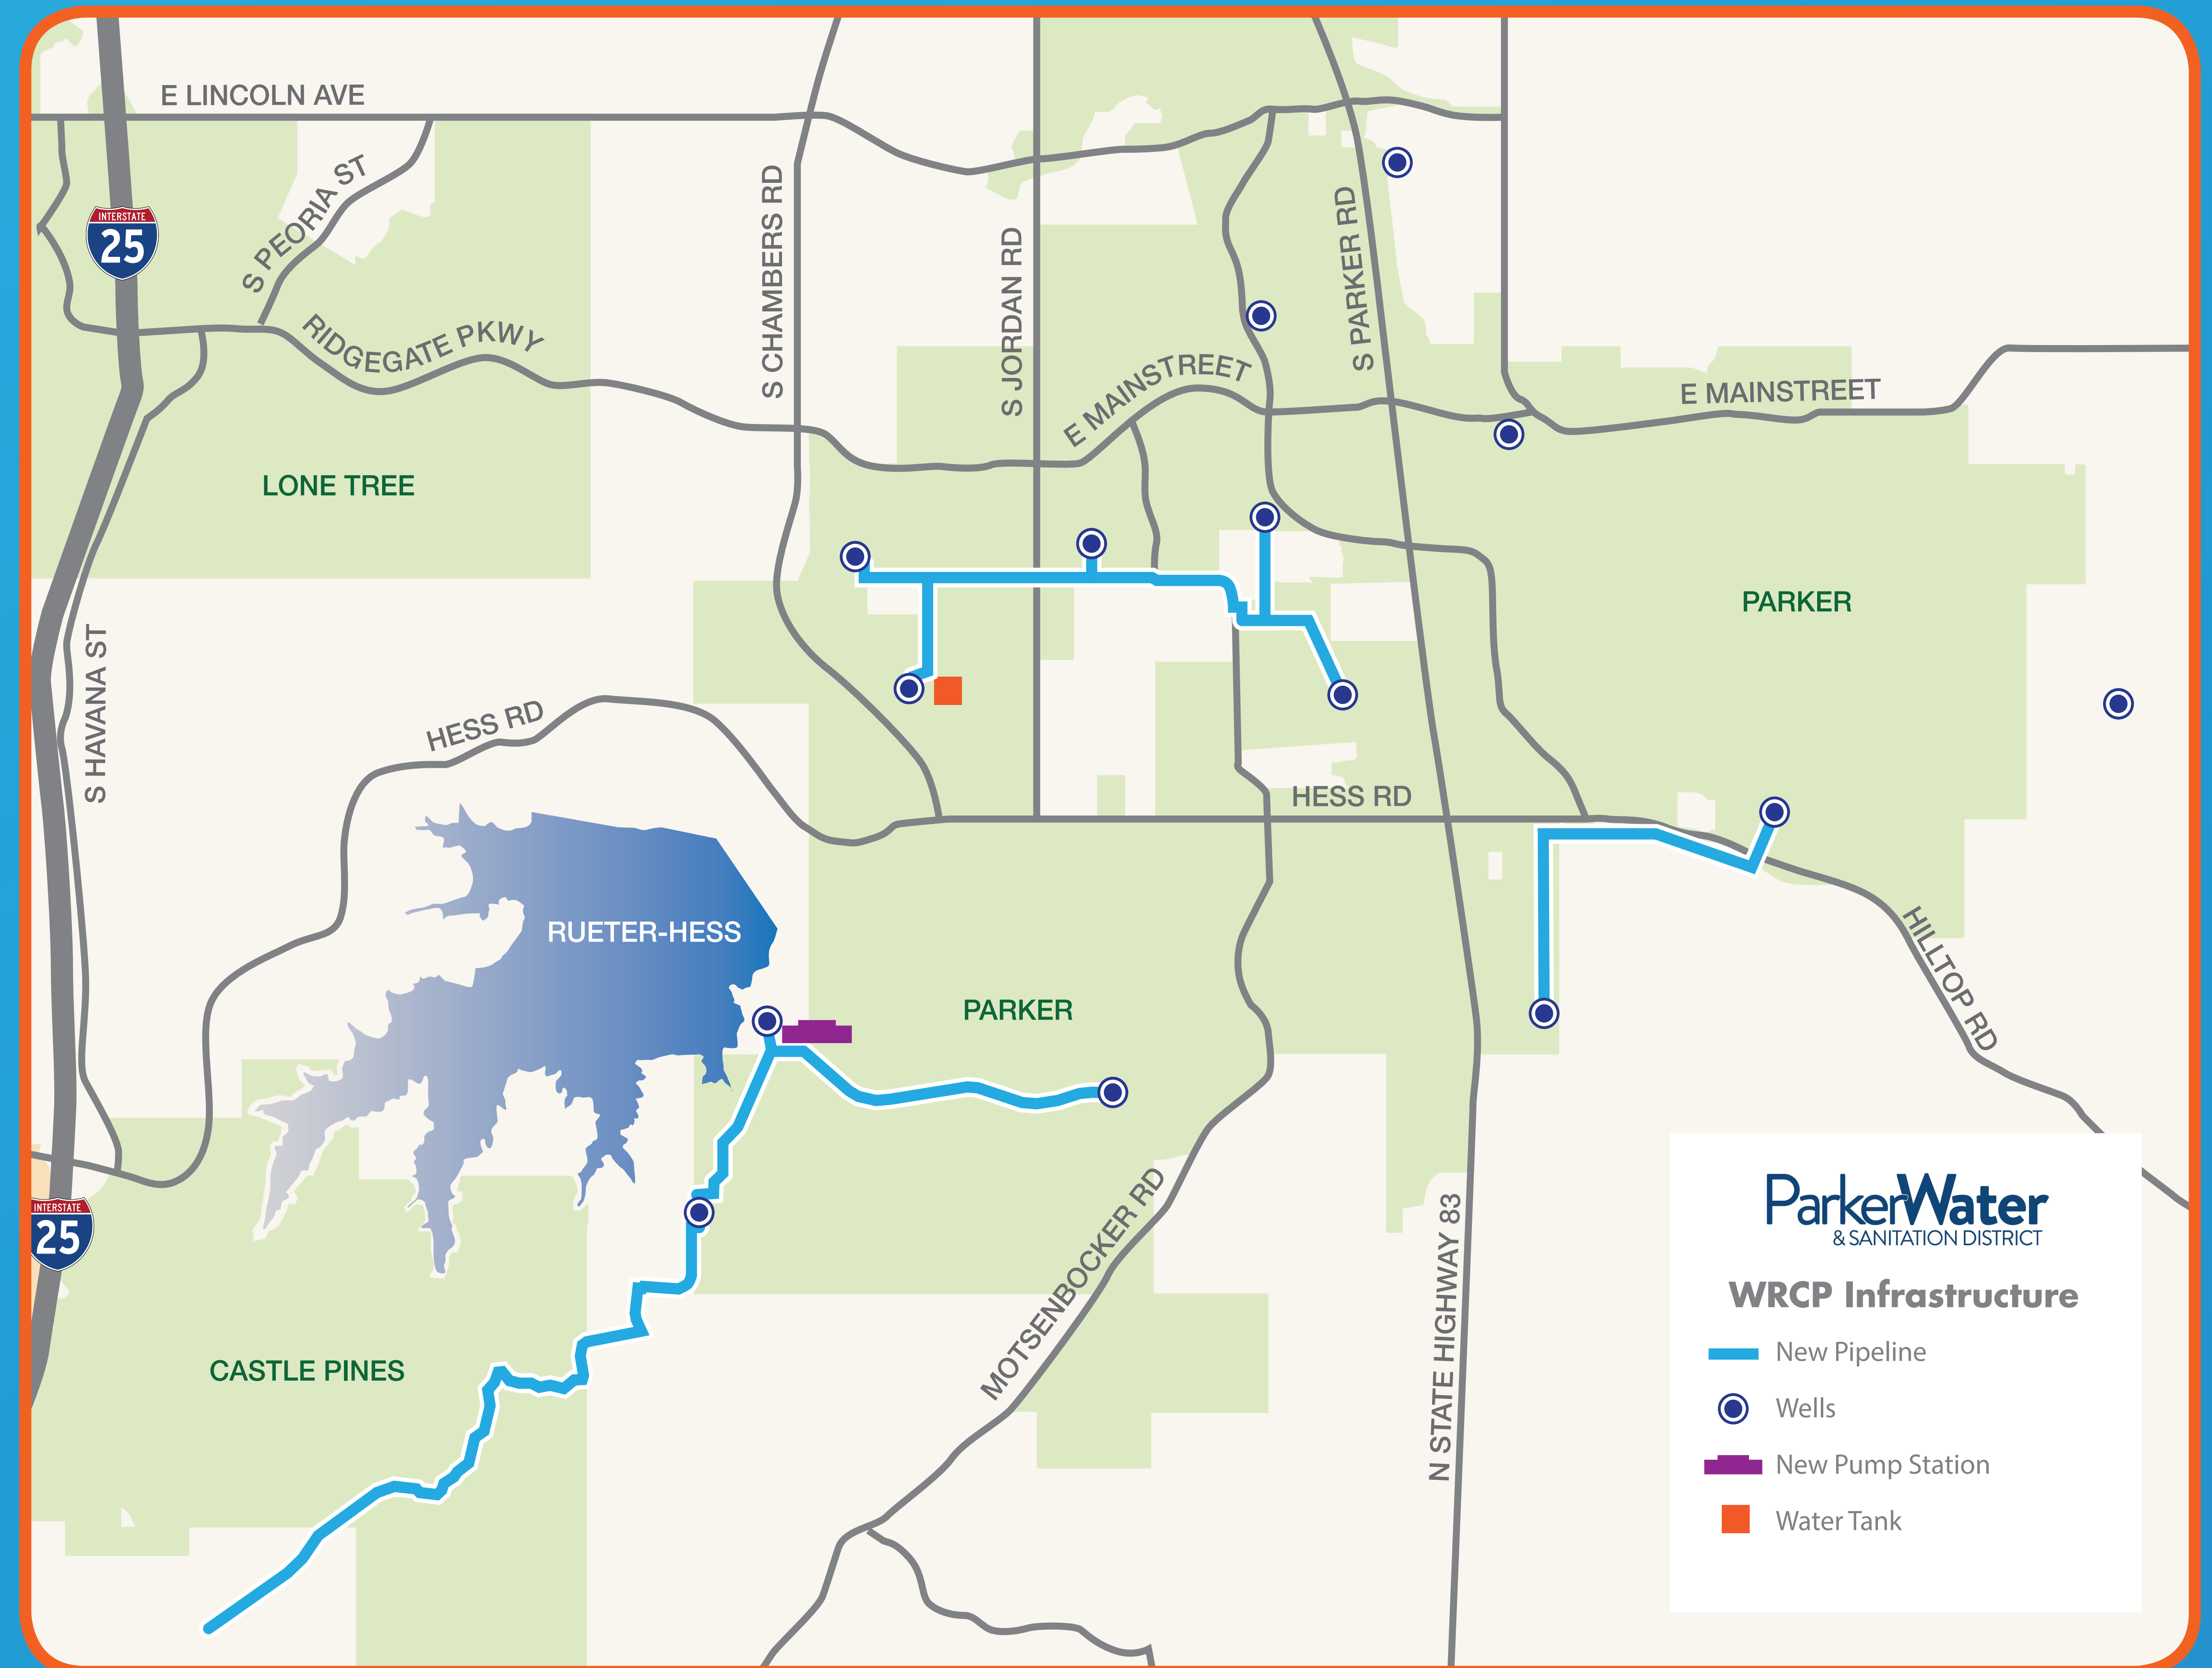 E LINCOLN AVE
S PEORIA ST
INTERSTATE
25
RIDGEGATE PKWY
S CHAMBERS RD
S JORDAN RD
S PARKER RD
E MAINSTREET
E MAINSTREET
LONE TREE
PARKER
S HAVANA ST
HESS RD
HESS RD
RUETER-HESS
HILLTOP RD
PARKER
INTERSTATE
25
CASTLE PINES
MOTSENBOCKER RD
N STATE HIGHWAY 83
ParkerWater
& SANITATION DISTRICT
WRCP Infrastructure
New Pipeline
Wells
New Pump Station
Water Tank